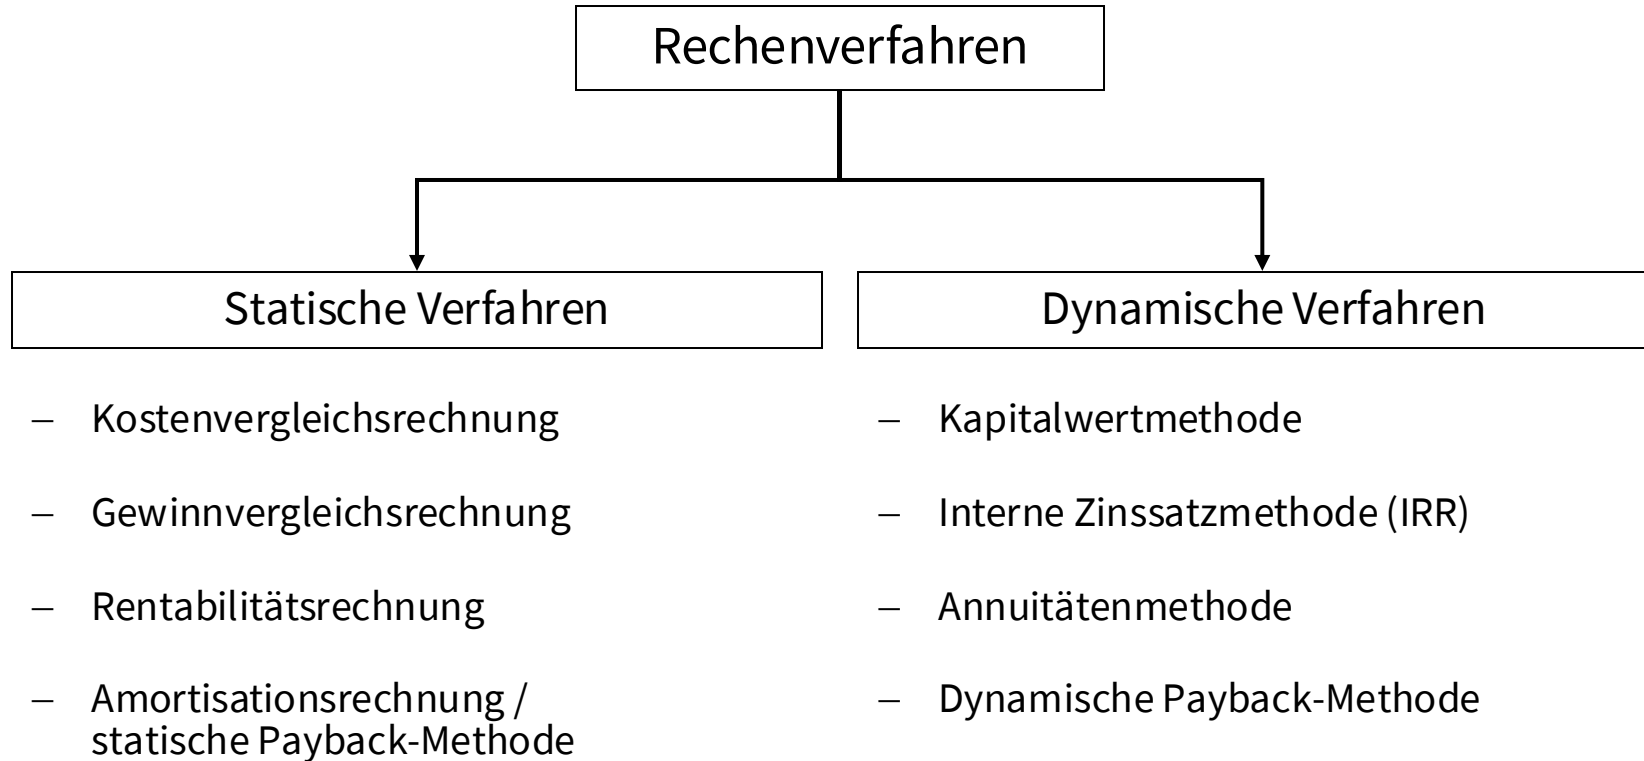 Rechenverfahren
Statische Verfahren
– Kostenvergleichsrechnung
– Gewinnvergleichsrechnung
– Rentabilitätsrechnung
– Amortisationsrechnung /
statische Payback-Methode
Dynamische Verfahren
– Kapitalwertmethode
– Interne Zinssatzmethode (IRR)
– Annuitätenmethode
– Dynamische Payback-Methode